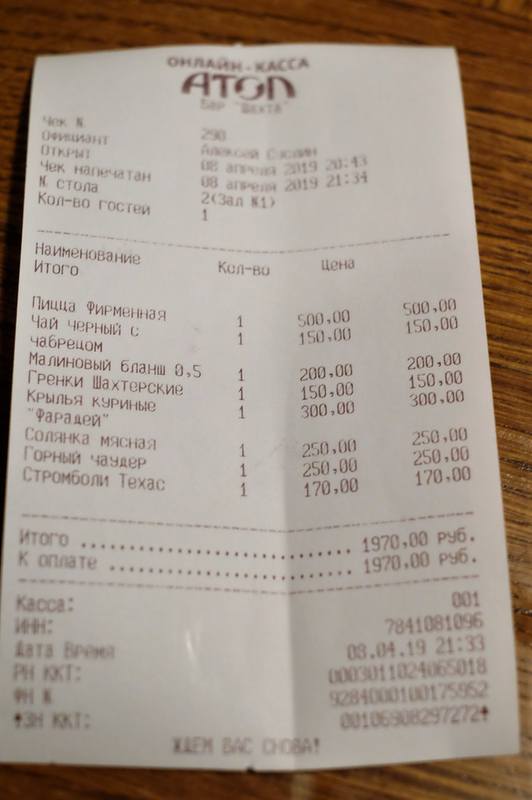 ОНЛАЙН-КАССА
АТОЛ
Бар "Шахта"
Чек № 290
Официант Алексей Суслин
Открыт 08 апреля 2019 20:43
Чек напечатан 08 апреля 2019 21:34
№ стола 2(Зал №1)
Кол-во гостей 1
Наименование Кол-во Цена
Итого
Пицца Фирменная 1 500,00 500,00
Чай черный с 1 150,00 150,00
чабрецом
Малиновый бланш 0,5 1 200,00 200,00
Гренки Шахтерские 1 150,00 150,00
Крылья куриные 1 300,00 300,00
"Фарадей"
Солянка мясная 1 250,00 250,00
Горный чаудер 1 250,00 250,00
Стромболи Техас 1 170,00 170,00
Итого 1970,00 РУБ.
К оплате 1970,00 РУБ.
Касса: 001
ИНН: 7841081096
Дата Время 08.04.19 21:33
РН ККТ: 0003011024065018
ФН № 9284000100175952
*ЗН ККТ: 00106908297272*
ЖДЕМ ВАС СНОВА!